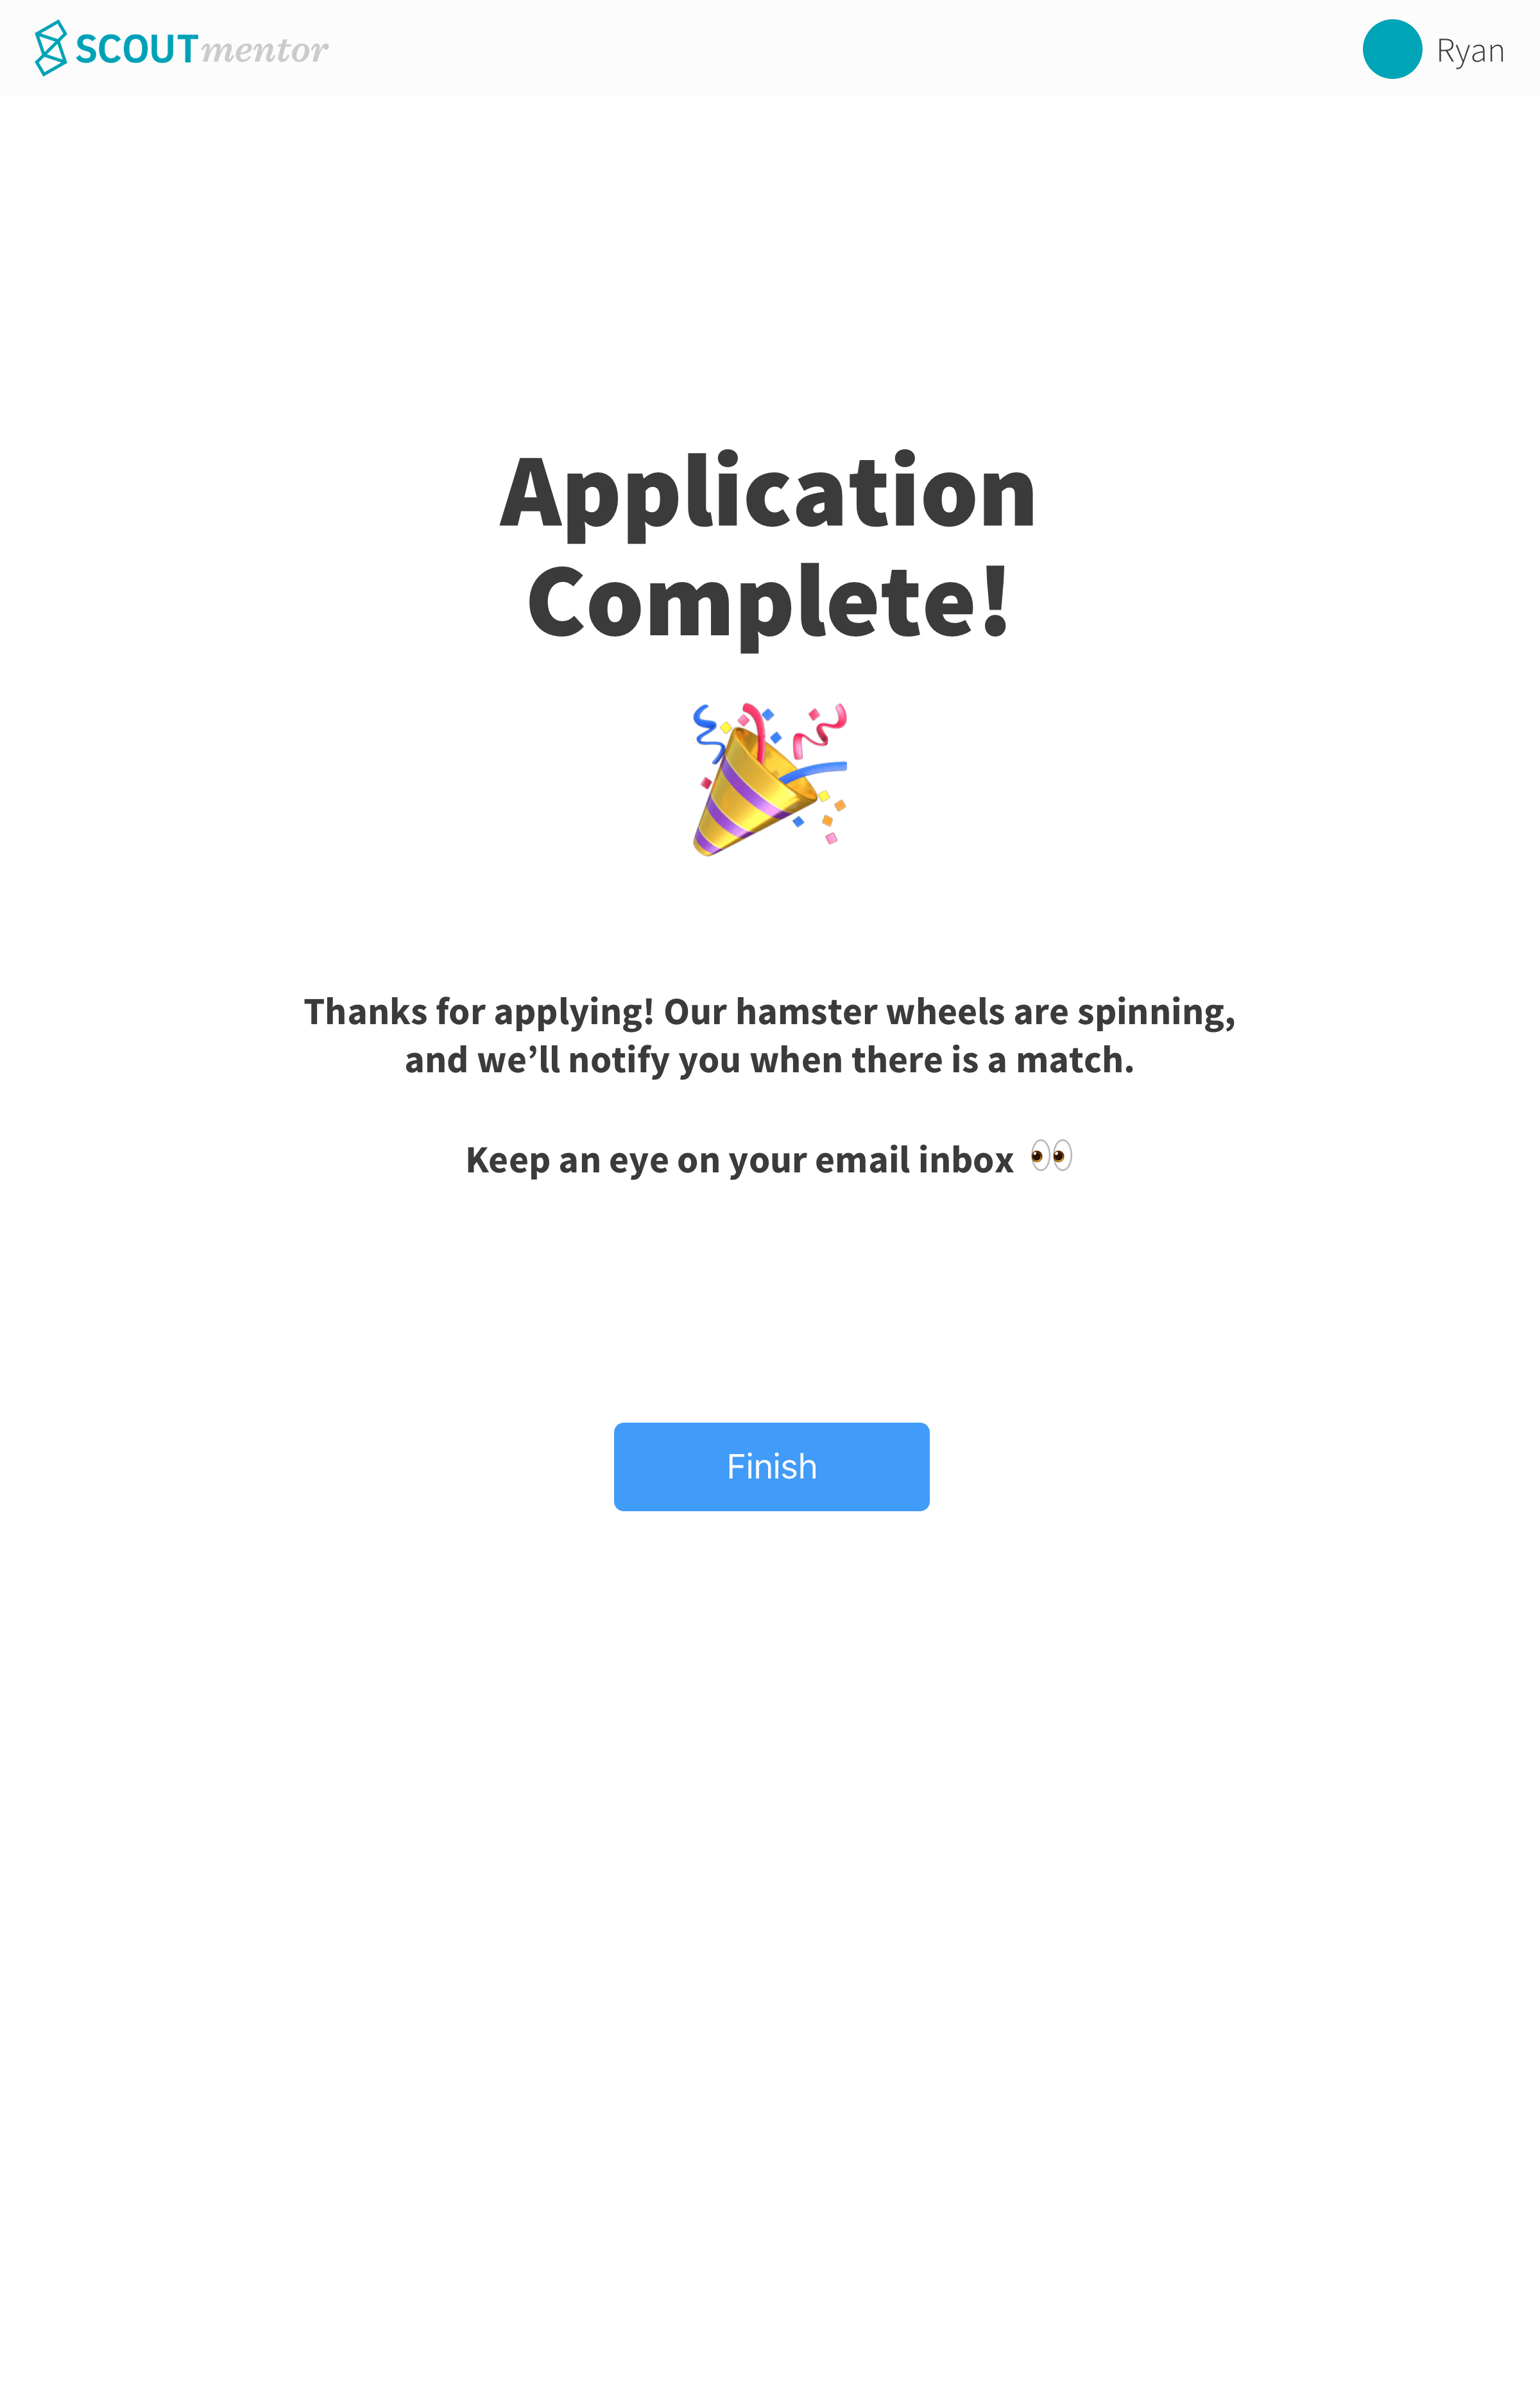 SCOUTmentor
Ryan
Application
Complete!
Thanks for applying! Our hamster wheels are spinning,
and we’ll notify you when there is a match.
Keep an eye on your email inbox 👀
Finish